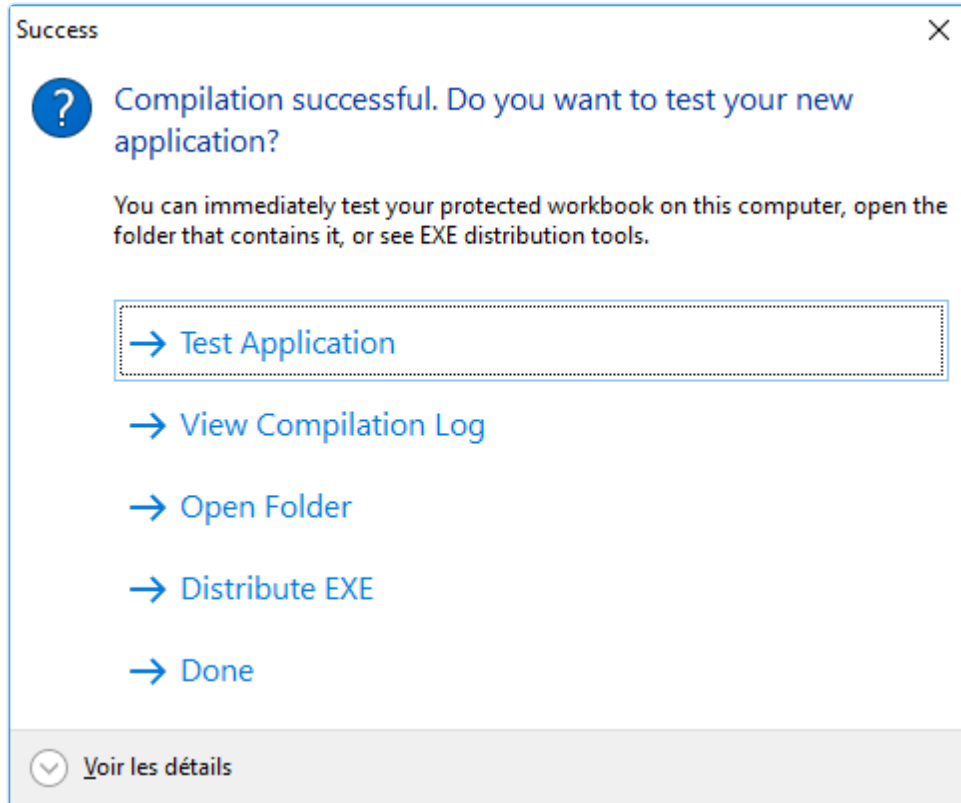 Success
Compilation successful. Do you want to test your new
application?
You can immediately test your protected workbook on this computer, open the
folder that contains it, or see EXE distribution tools.
Test Application
View Compilation Log
Open Folder
Distribute EXE
Done
Voir les détails